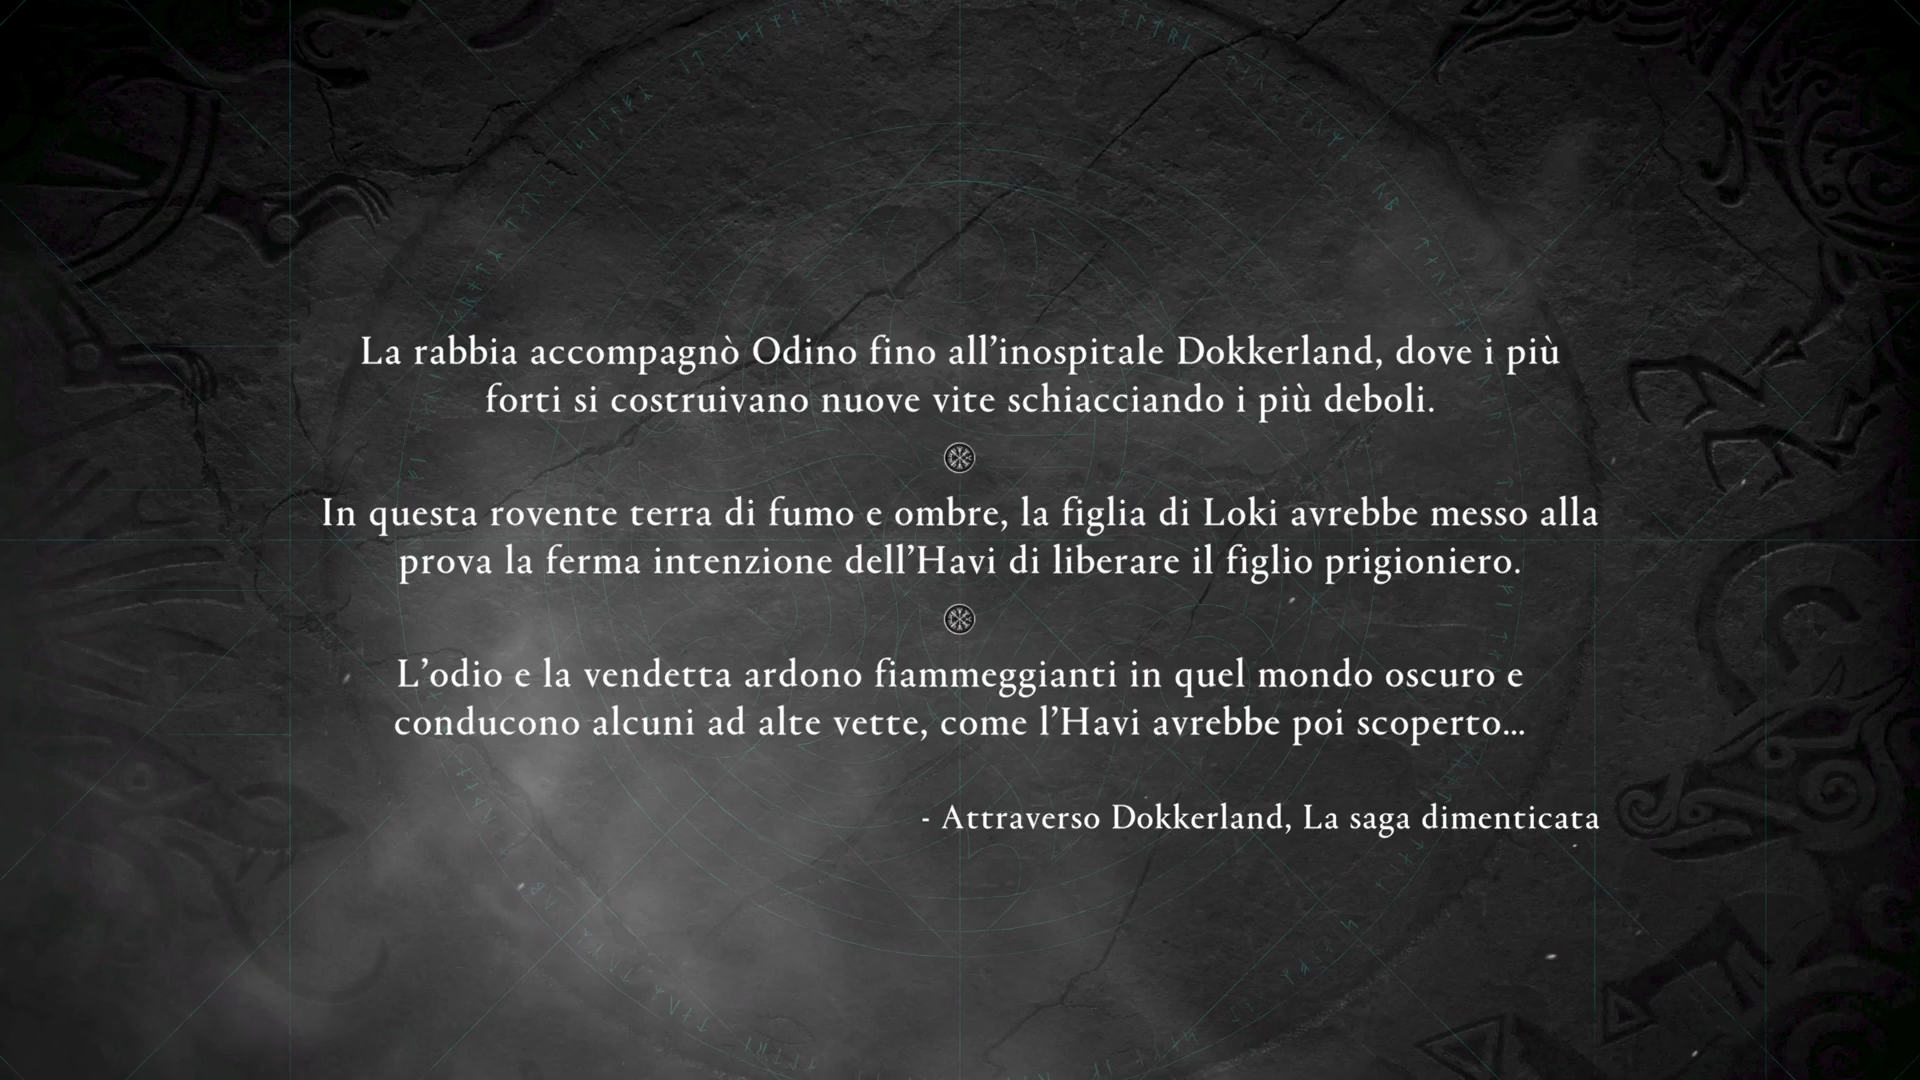 La rabbia accompagnò Odino fino all’inospitale Dokkerland, dove i più
forti si costruivano nuove vite schiacciando i più deboli.
In questa rovente terra di fumo e ombre, la figlia di Loki avrebbe messo alla
prova la ferma intenzione dell’Havi di liberare il figlio prigioniero.
L’odio e la vendetta ardono fiammeggianti in quel mondo oscuro e
conducono alcuni ad alte vette, come l’Havi avrebbe poi scoperto...
- Attraverso Dokkerland, La saga dimenticata